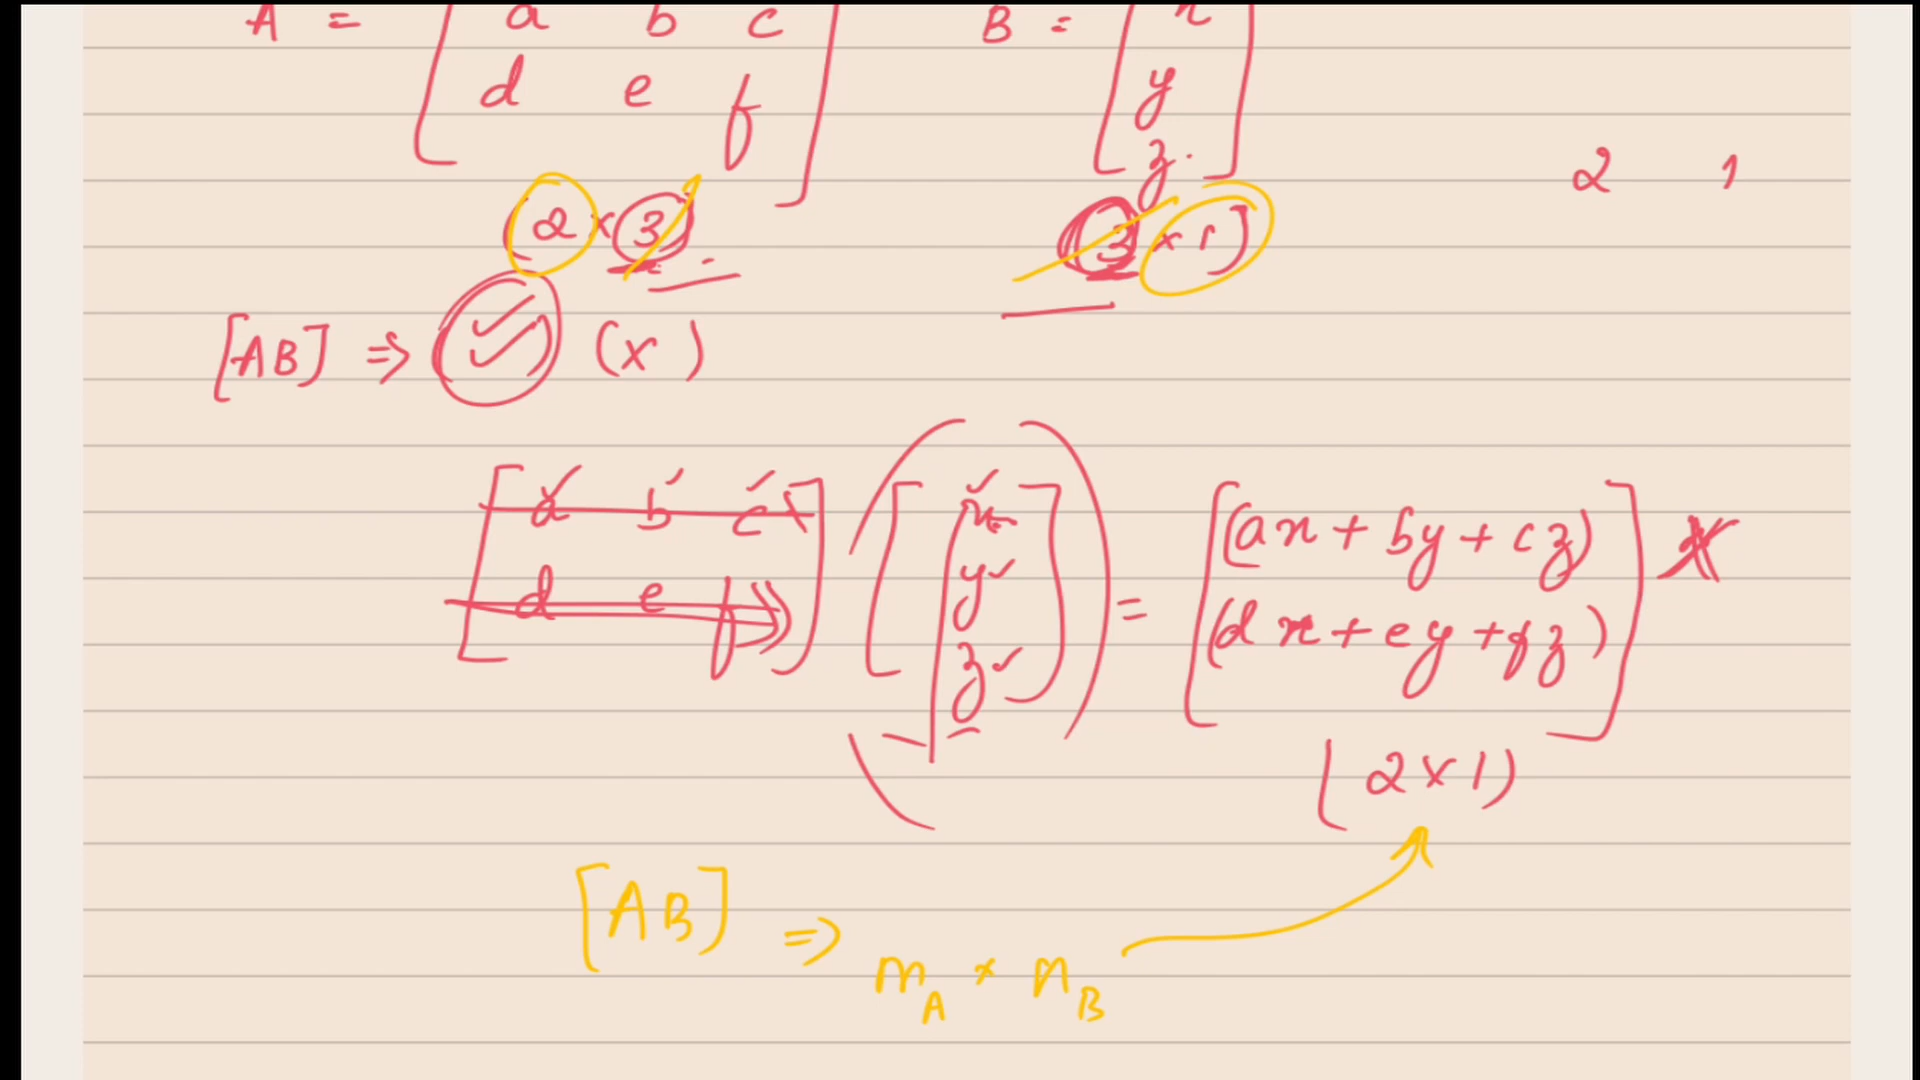 A = [ a b c B = [ x
d e f ] y
z ]
2 1
(2 × 3) (3 × 1)
[AB] ⇒ ✓✓ (x)
[ a b c [ x = [ (ax + by + cz)
d e f ] y (dx + ey + fz) ]
z ]
(2 × 1)
[AB] ⇒ m_A × n_B